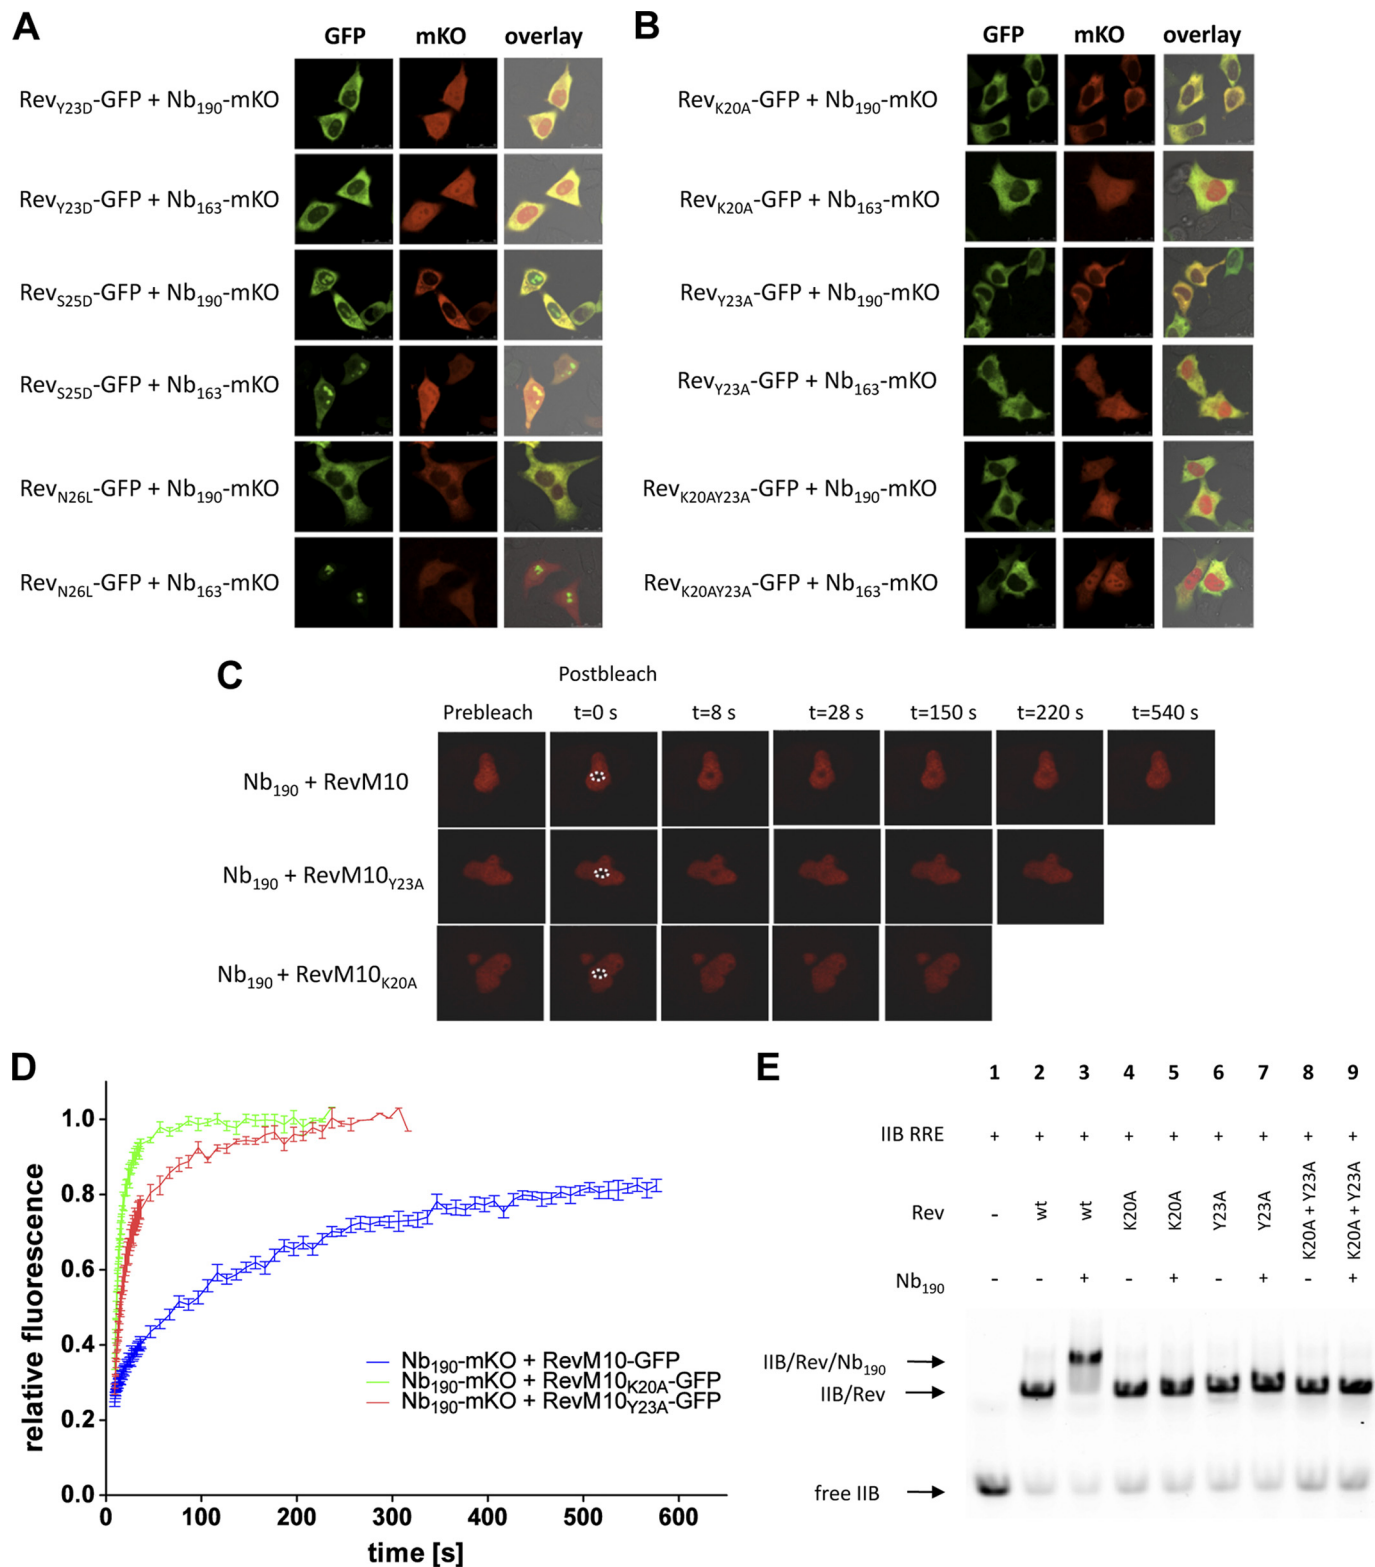 A
GFP mKO overlay
RevY23D-GFP + Nb190-mKO
RevY23D-GFP + Nb163-mKO
RevS25D-GFP + Nb190-mKO
RevS25D-GFP + Nb163-mKO
RevN26L-GFP + Nb190-mKO
RevN26L-GFP + Nb163-mKO
B
GFP mKO overlay
RevK20A-GFP + Nb190-mKO
RevK20A-GFP + Nb163-mKO
RevY23A-GFP + Nb190-mKO
RevY23A-GFP + Nb163-mKO
RevK20AY23A-GFP + Nb190-mKO
RevK20AY23A-GFP + Nb163-mKO
C
Postbleach
Prebleach t=0 s t=8 s t=28 s t=150 s t=220 s t=540 s
Nb190 + RevM10
Nb190 + RevM10Y23A
Nb190 + RevM10K20A
D
relative fluorescence
1.0
0.8
0.6
0.4
0.2
0.0
0 100 200 300 400 500 600
time [s]
Nb190-mKO + RevM10-GFP
Nb190-mKO + RevM10K20A-GFP
Nb190-mKO + RevM10Y23A-GFP
E
1 2 3 4 5 6 7 8 9
IIB RRE + + + + + + + + +
Rev - wt wt K20A K20A Y23A Y23A K20A + Y23A K20A + Y23A
Nb190 - - + - + - + - +
IIB/Rev/Nb190
IIB/Rev
free IIB